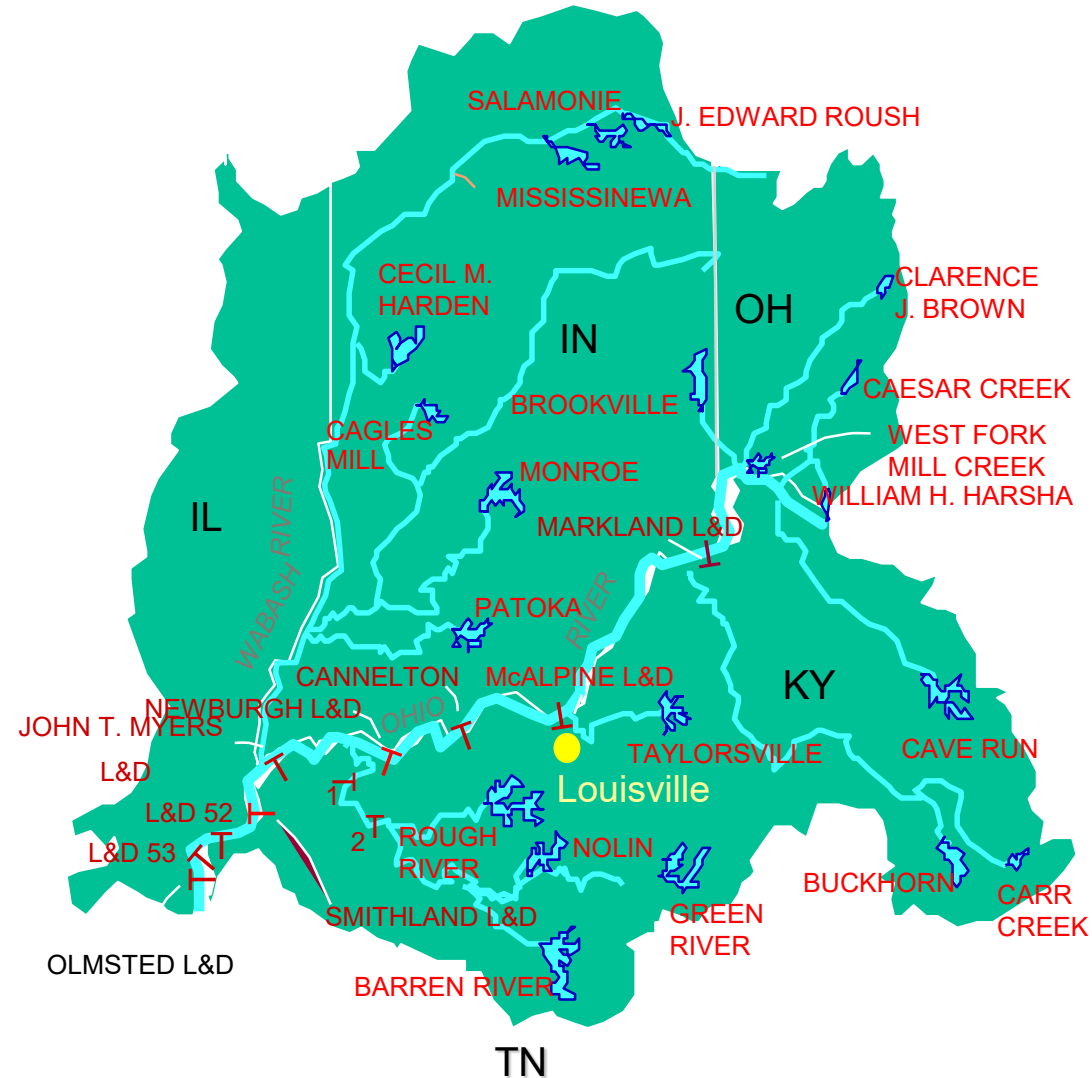 SALAMONIE
J. EDWARD ROUSH
MISSISSINEWA
CECIL M.
HARDEN
CLARENCE
J. BROWN
OH
IN
CAESAR CREEK
BROOKVILLE
CAGLES
MILL
WEST FORK
MILL CREEK
MONROE
WILLIAM H. HARSHA
IL
MARKLAND L&D
WABASH RIVER
RIVER
PATOKA
CANNELTON
McALPINE L&D
KY
NEWBURGH L&D
OHIO
JOHN T. MYERS
L&D
TAYLORSVILLE
CAVE RUN
Louisville
1
L&D 52
2
ROUGH
RIVER
NOLIN
L&D 53
BUCKHORN
CARR
CREEK
SMITHLAND L&D
GREEN
RIVER
OLMSTED L&D
BARREN RIVER
TN